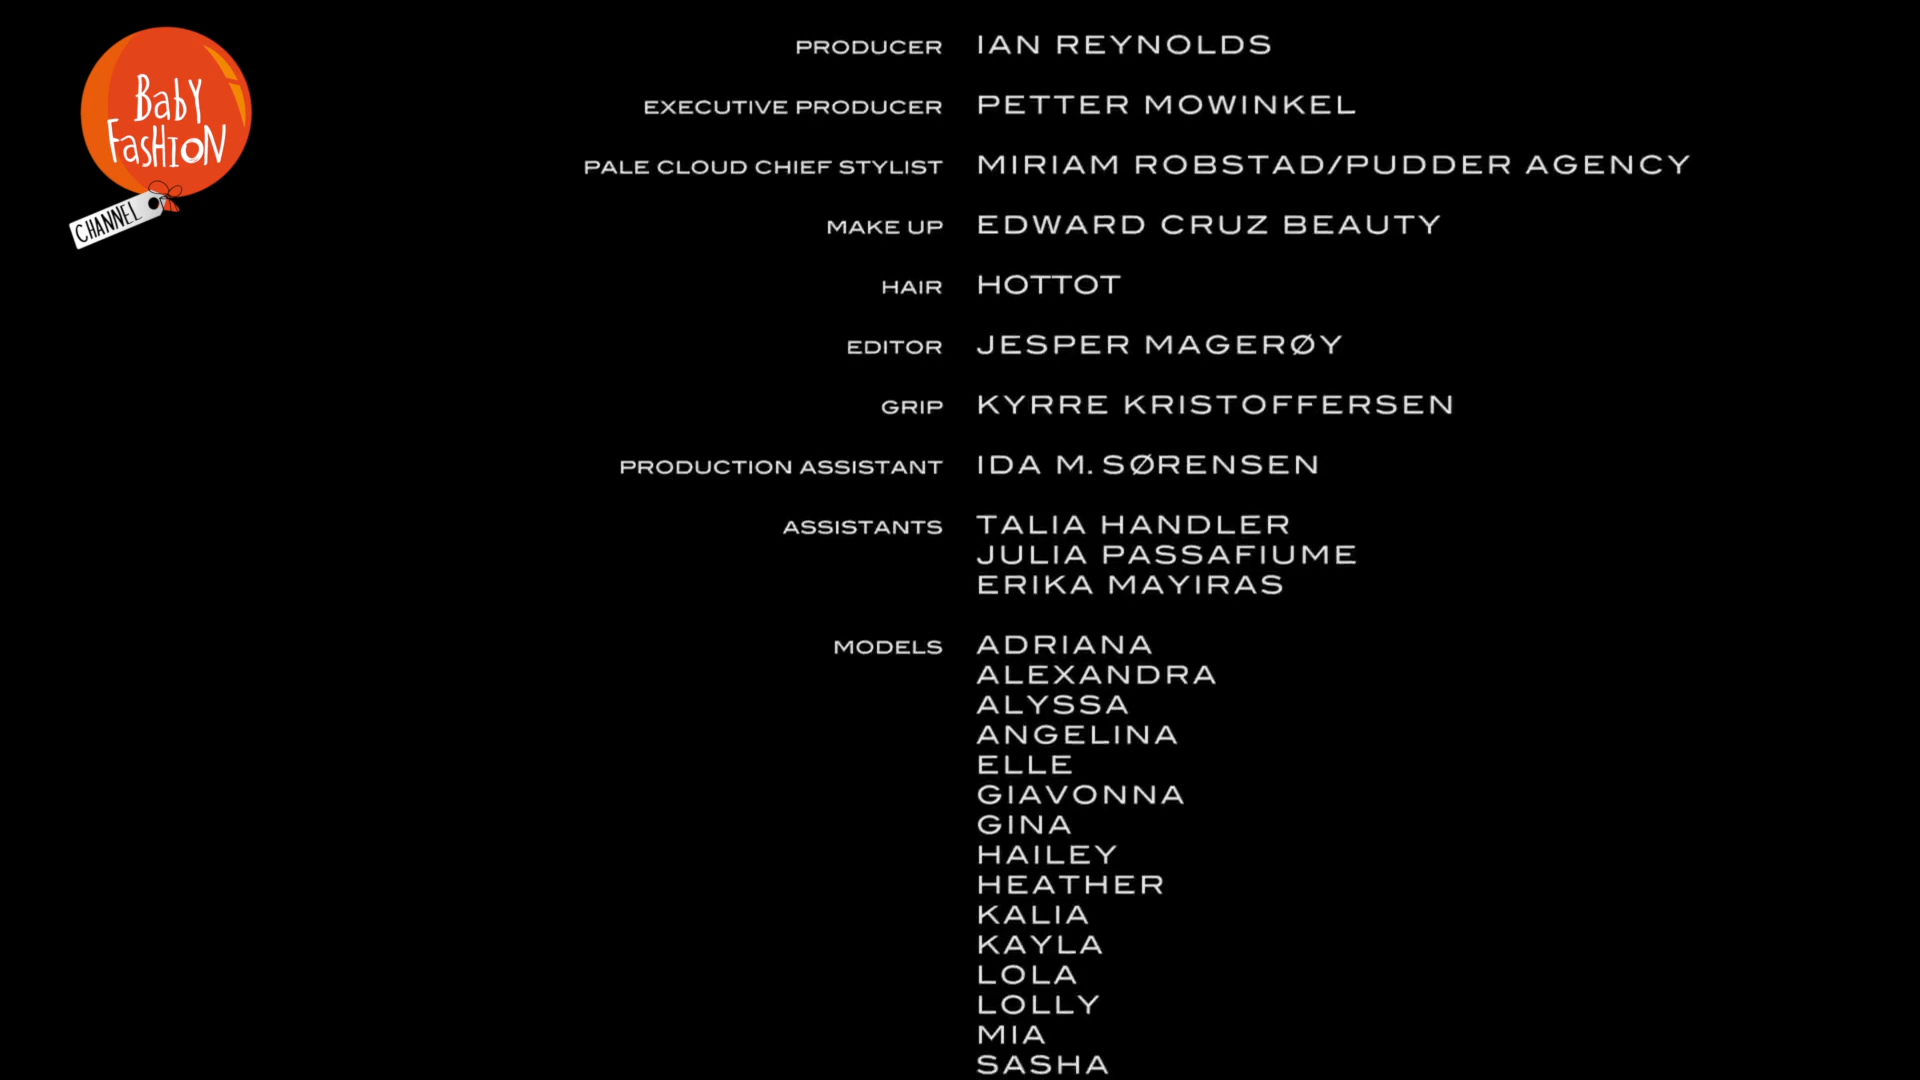 Baby
Fashion
CHANNEL
PRODUCER IAN REYNOLDS
EXECUTIVE PRODUCER PETTER MOWINKEL
PALE CLOUD CHIEF STYLIST MIRIAM ROBSTAD/PUDDER AGENCY
MAKE UP EDWARD CRUZ BEAUTY
HAIR HOTTOT
EDITOR JESPER MAGERØY
GRIP KYRRE KRISTOFFERSEN
PRODUCTION ASSISTANT IDA M. SØRENSEN
ASSISTANTS TALIA HANDLER
JULIA PASSAFIUME
ERIKA MAYIRAS
MODELS ADRIANA
ALEXANDRA
ALYSSA
ANGELINA
ELLE
GIAVONNA
GINA
HAILEY
HEATHER
KALIA
KAYLA
LOLA
LOLLY
MIA
SASHA